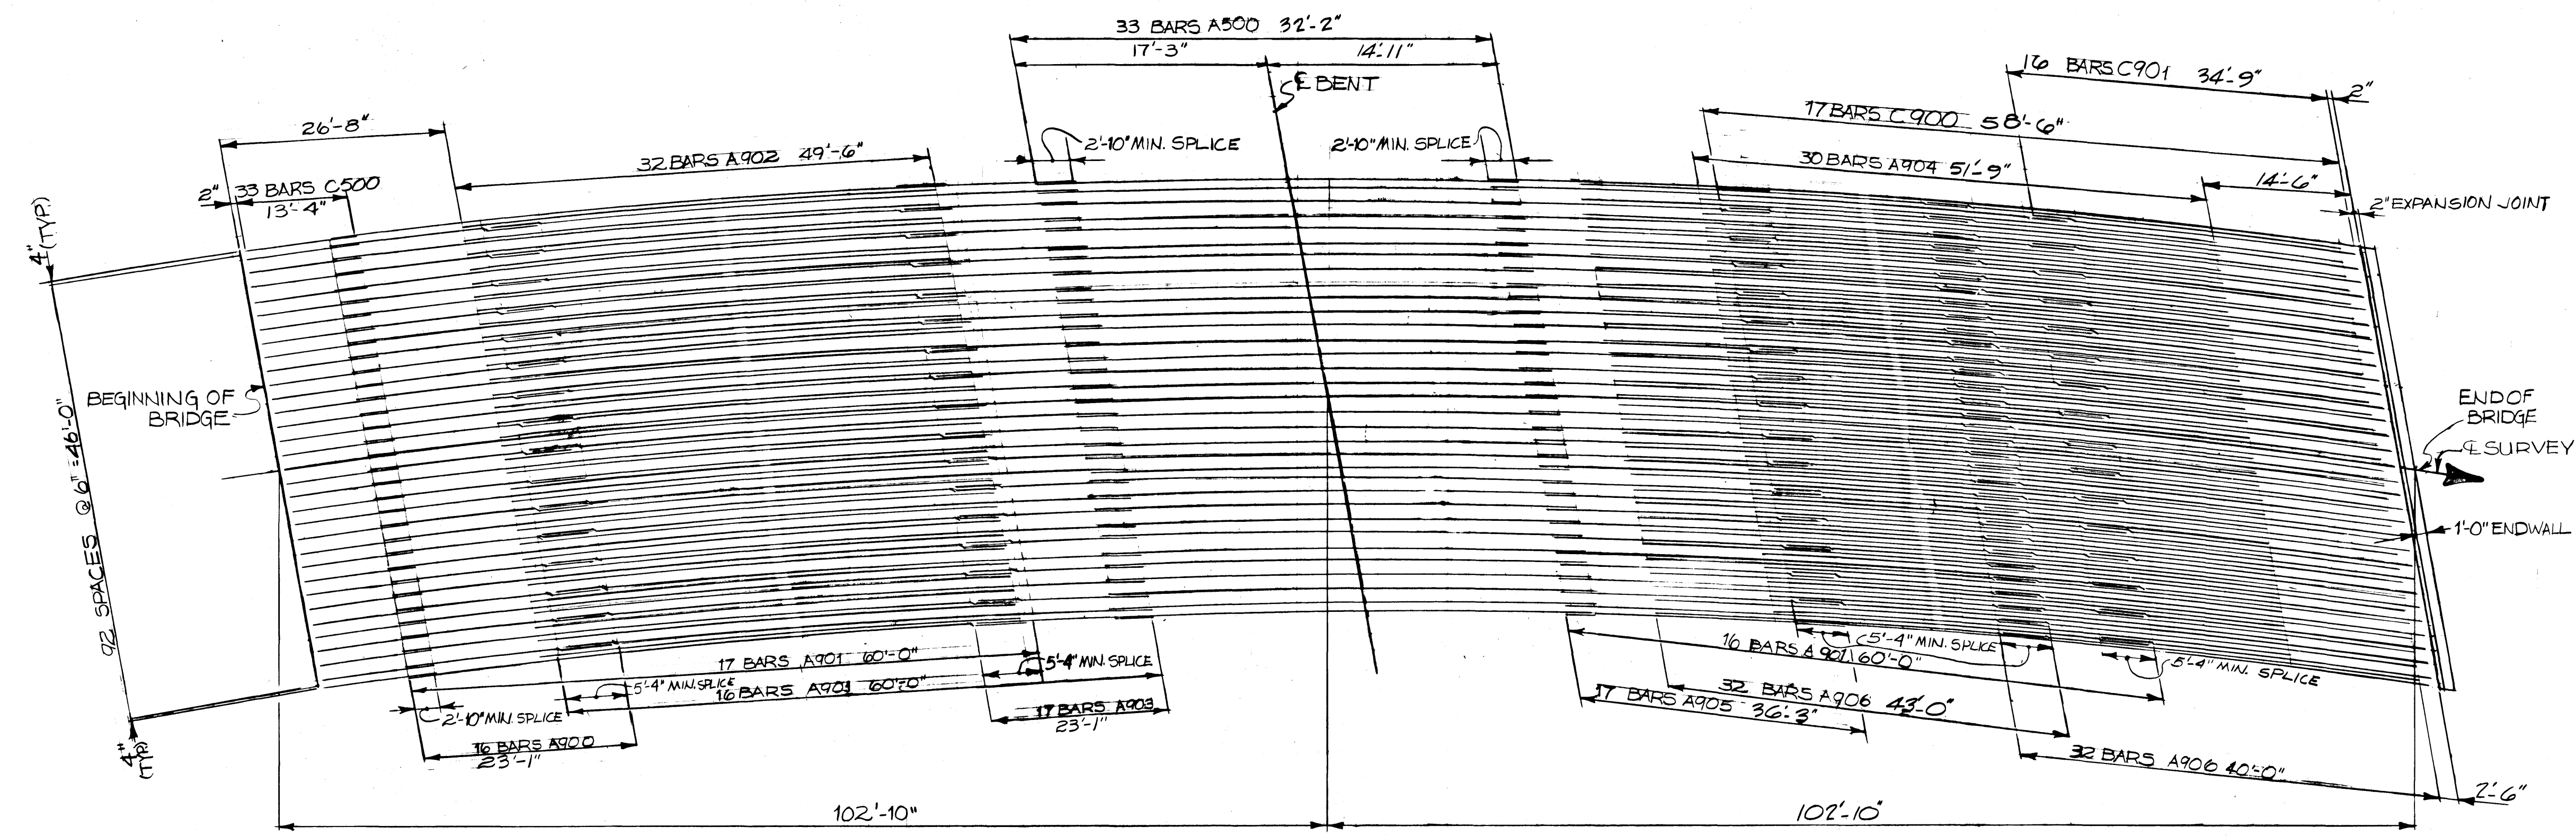 33 BARS A500 32'-2"
17'-3"
14'-11"
℄ BENT
16 BARS C901 34'-9"
2"
17 BARS C900 58'-6"
26'-8"
2'-10" MIN. SPLICE
2'-10" MIN. SPLICE
32 BARS A902 49'-6"
30 BARS A904 51'-9"
14'-6"
2"
33 BARS C500
13'-4"
2" EXPANSION JOINT
4" (TYP.)
BEGINNING OF
BRIDGE
92 SPACES @ 6" = 46'-0"
END OF
BRIDGE
℄ SURVEY
1'-0" ENDWALL
17 BARS A901 60'-0"
5'-4" MIN. SPLICE
5'-4" MIN. SPLICE
16 BARS A901 60'-0"
2'-10" MIN. SPLICE
16 BARS A900
23'-1"
17 BARS A903
23'-1"
5'-4" MIN. SPLICE
16 BARS A901 60'-0"
5'-4" MIN. SPLICE
32 BARS A906 43'-0"
17 BARS A905 36'-3"
32 BARS A906 40'-0"
2'-6"
4"
(TYP.)
102'-10"
102'-10"